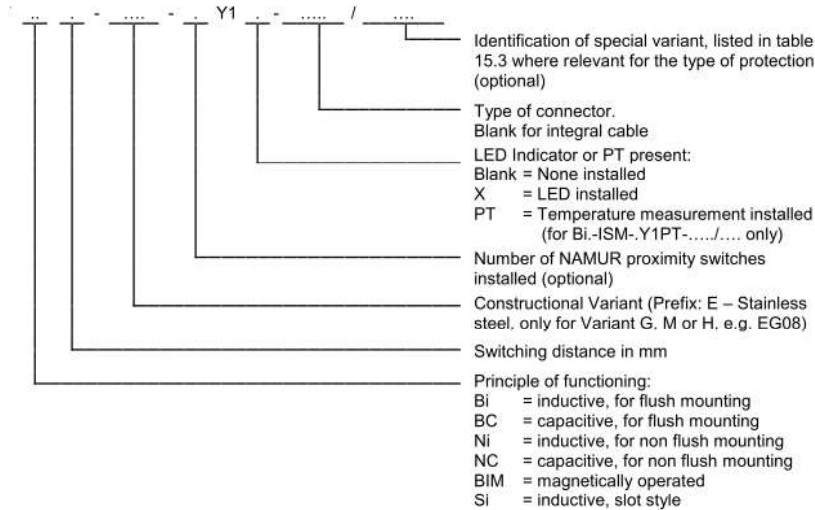 .. . - .... - . Y1 . - ..... / ....
Identification of special variant, listed in table
15.3 where relevant for the type of protection
(optional)
Type of connector.
Blank for integral cable
LED Indicator or PT present:
Blank = None installed
X = LED installed
PT = Temperature measurement installed
(for Bi.-ISM-.Y1PT-...../.... only)
Number of NAMUR proximity switches
installed (optional)
Constructional Variant (Prefix: E – Stainless
steel, only for Variant G, M or H, e.g. EG08)
Switching distance in mm
Principle of functioning:
Bi = inductive, for flush mounting
BC = capacitive, for flush mounting
Ni = inductive, for non flush mounting
NC = capacitive, for non flush mounting
BIM = magnetically operated
Si = inductive, slot style